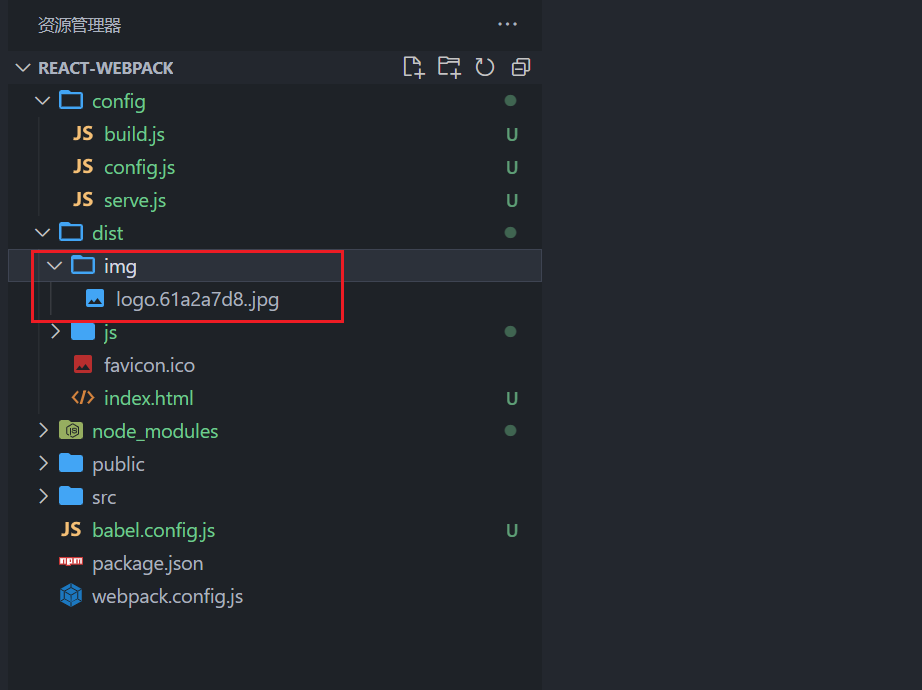 资源管理器 ...
REACT-WEBPACK
config
JS build.js U
JS config.js U
JS serve.js U
dist
img
logo.61a2a7d8..jpg
js
favicon.ico
index.html U
node_modules
public
src
JS babel.config.js U
npm package.json
webpack.config.js